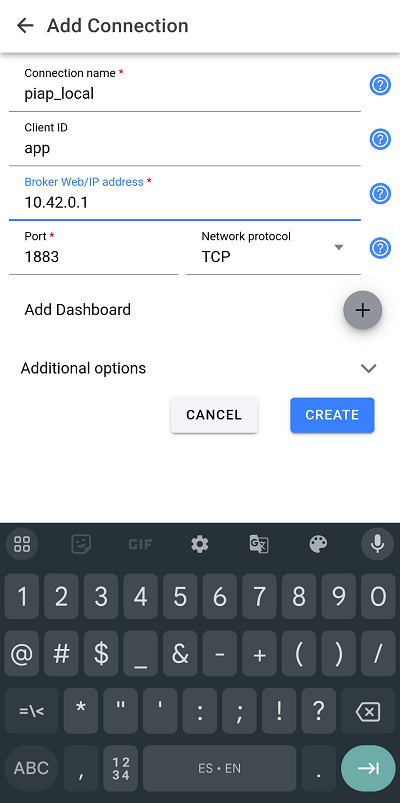 Add Connection
Connection name *
piap_local
Client ID
app
Broker Web/IP address *
10.42.0.1
Port *
Network protocol
1883
TCP
Add Dashboard
+
Additional options
CANCEL
CREATE
GIF
1 2 3 4 5 6 7 8 9 0
@ # $ _ & - + ( ) /
=\< * " ' : ; ! ?
ABC , 12 34 ES • EN .